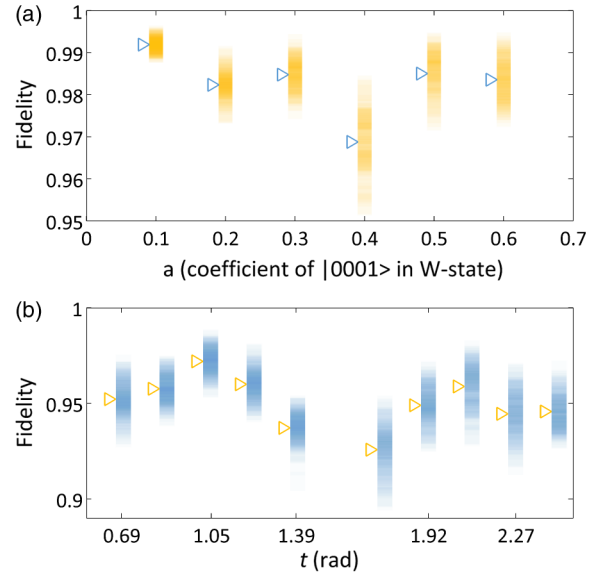 (a)
1
0.99
0.98
0.97
0.96
0.95
Fidelity
0 0.1 0.2 0.3 0.4 0.5 0.6 0.7
a (coefficient of |0001> in W-state)
(b)
1
0.95
0.9
Fidelity
0.69 1.05 1.39 1.92 2.27
t (rad)